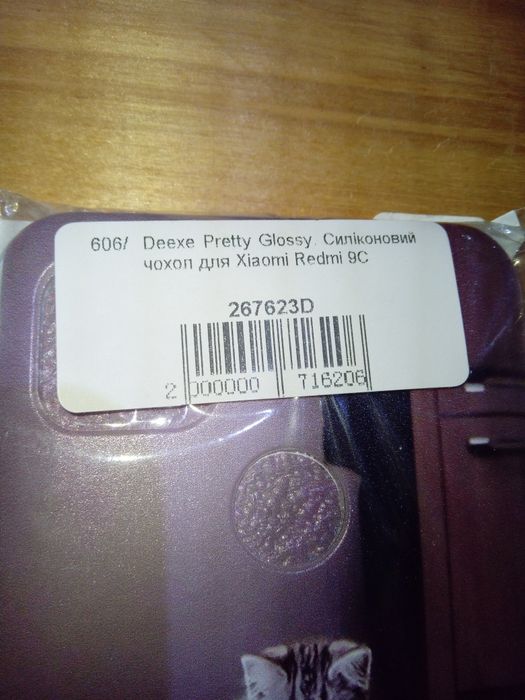 606/ Deexe Pretty Glossy. Силіконовий
чохол для Xiaomi Redmi 9C
267623D
2 000000 716206